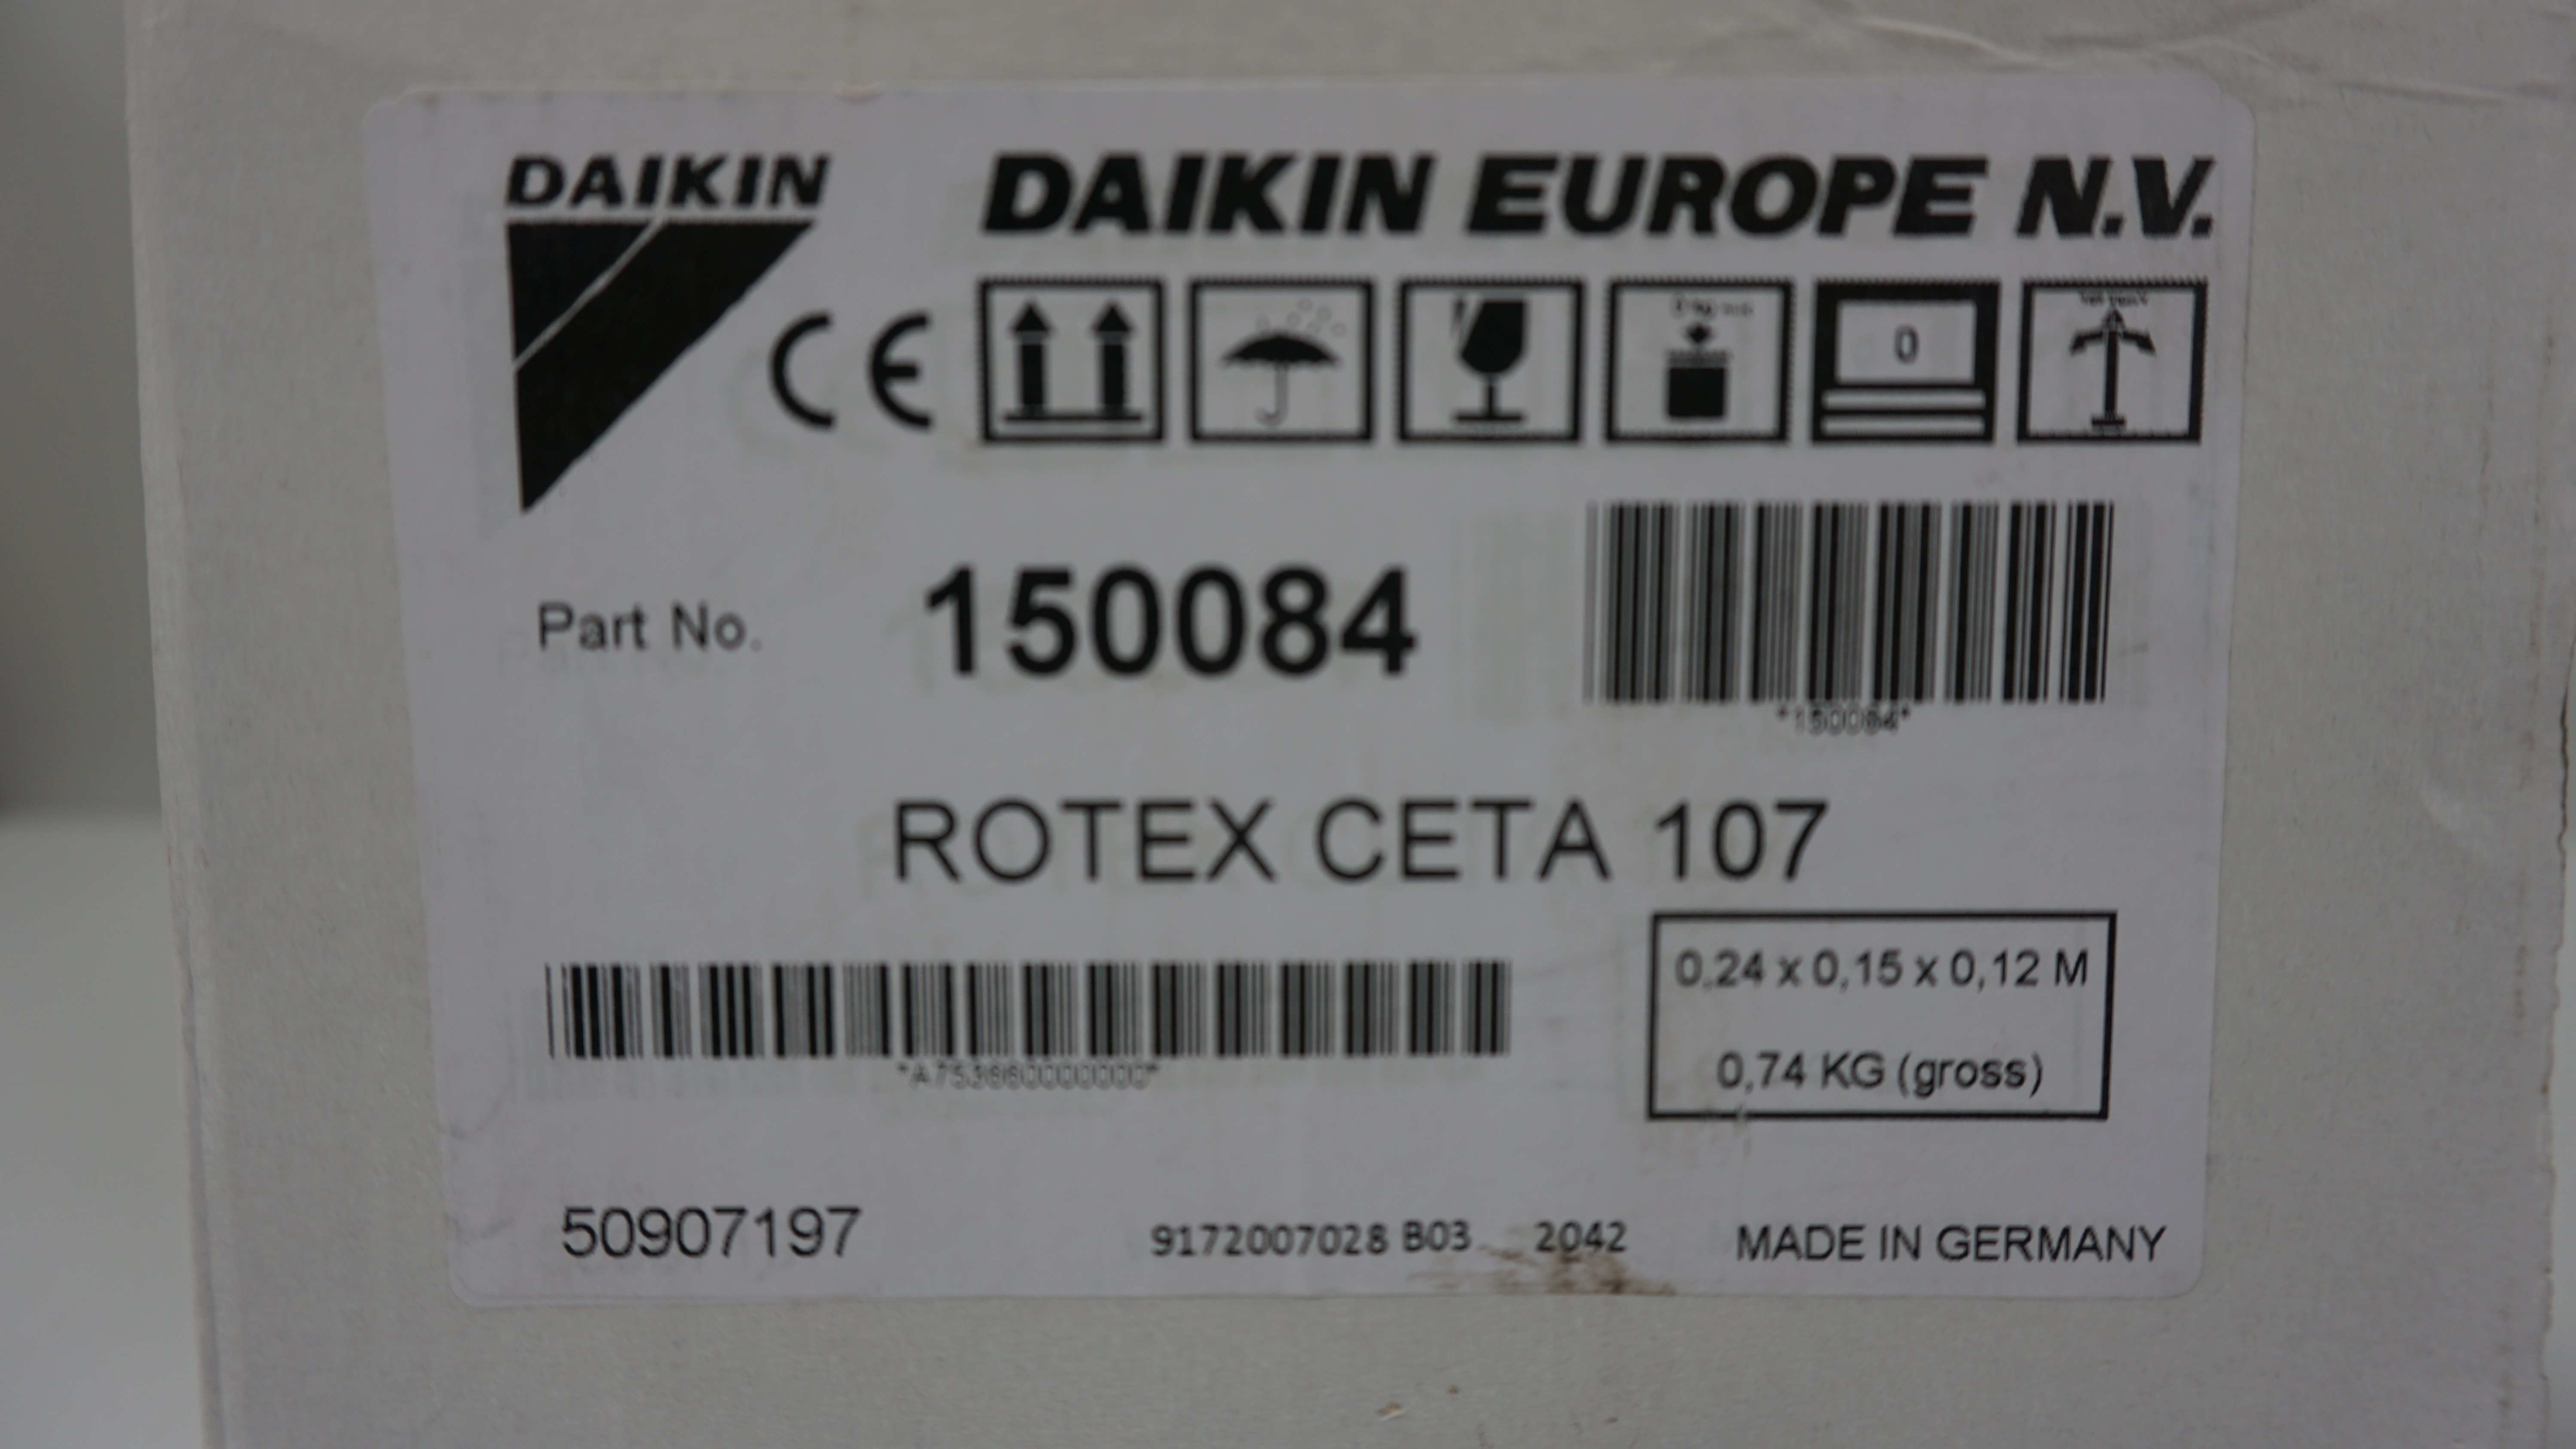 DAIKIN
DAIKIN EUROPE N.V.
CE
0
Part No.
150084
*150084*
ROTEX CETA 107
0,24 x 0,15 x 0,12 M
0,74 KG (gross)
50907197
9172007028 B03
2042
MADE IN GERMANY